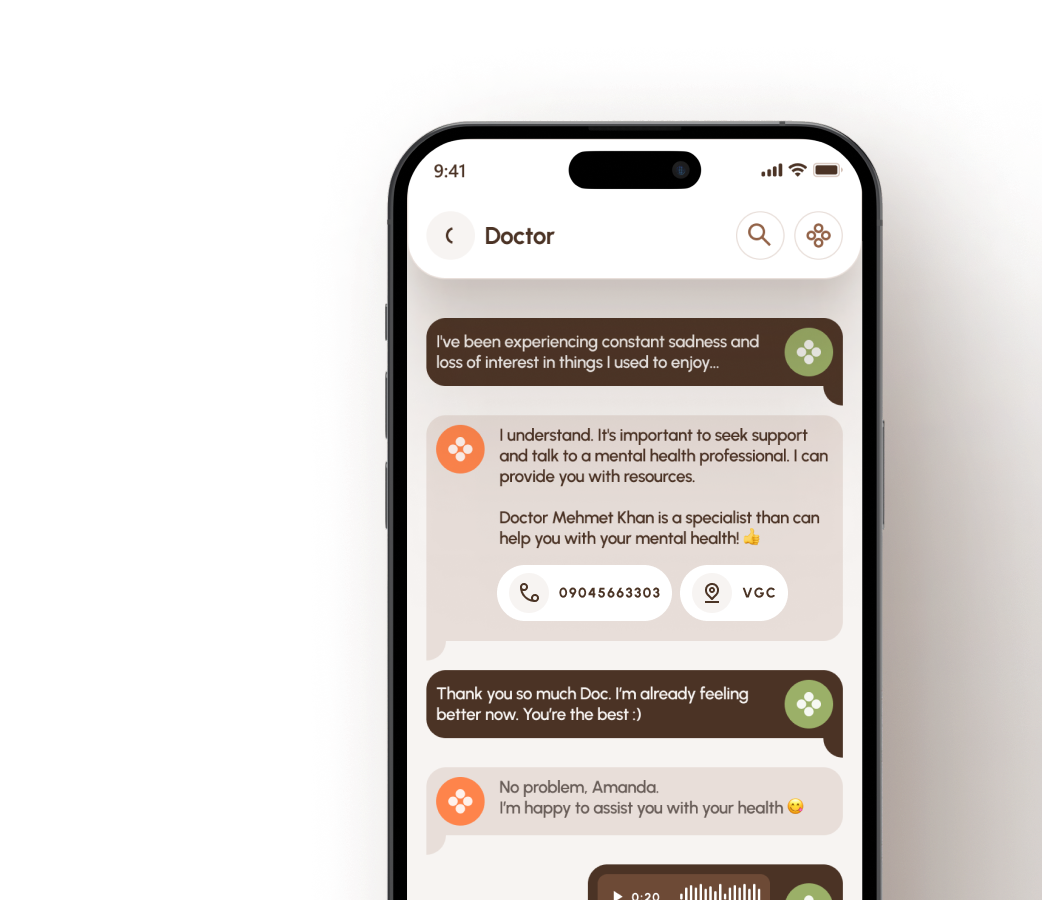 9:41
Doctor
I've been experiencing constant sadness and
loss of interest in things I used to enjoy...
I understand. It's important to seek support
and talk to a mental health professional. I can
provide you with resources.
Doctor Mehmet Khan is a specialist than can
help you with your mental health! 👍
09045663303
VGC
Thank you so much Doc. I’m already feeling
better now. You’re the best :)
No problem, Amanda.
I’m happy to assist you with your health 😋
0:20